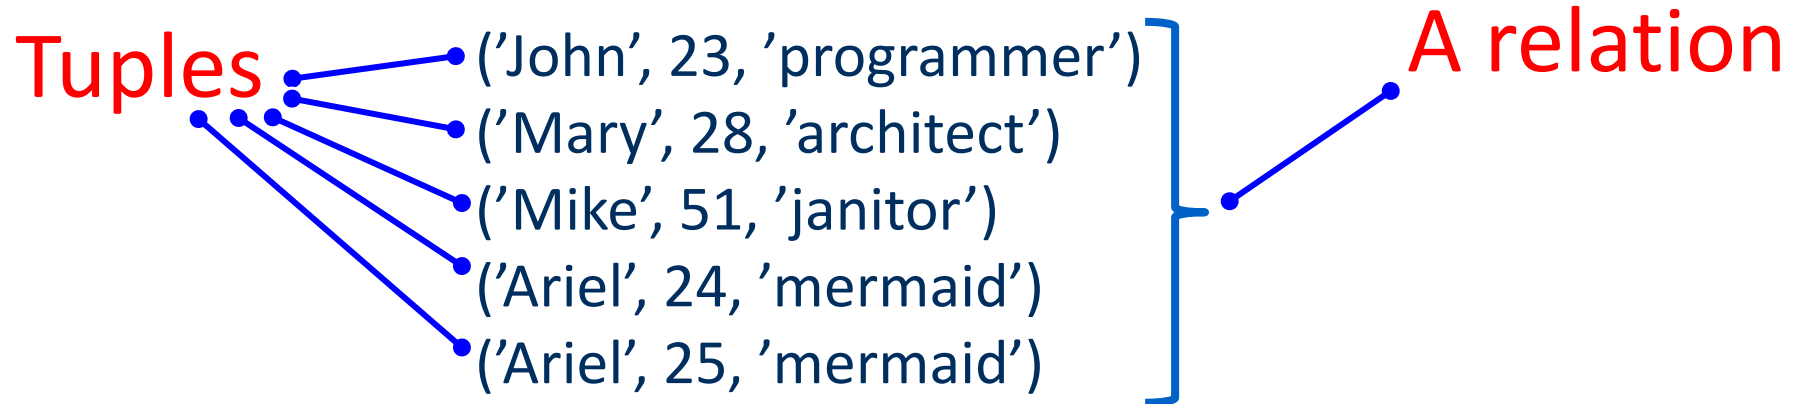 Tuples
(’John’, 23, ’programmer’)
(’Mary’, 28, ’architect’)
(’Mike’, 51, ’janitor’)
(’Ariel’, 24, ’mermaid’)
(’Ariel’, 25, ’mermaid’)
A relation